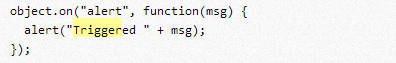 object.on("alert", function(msg) {
  alert("Triggered " + msg);
});